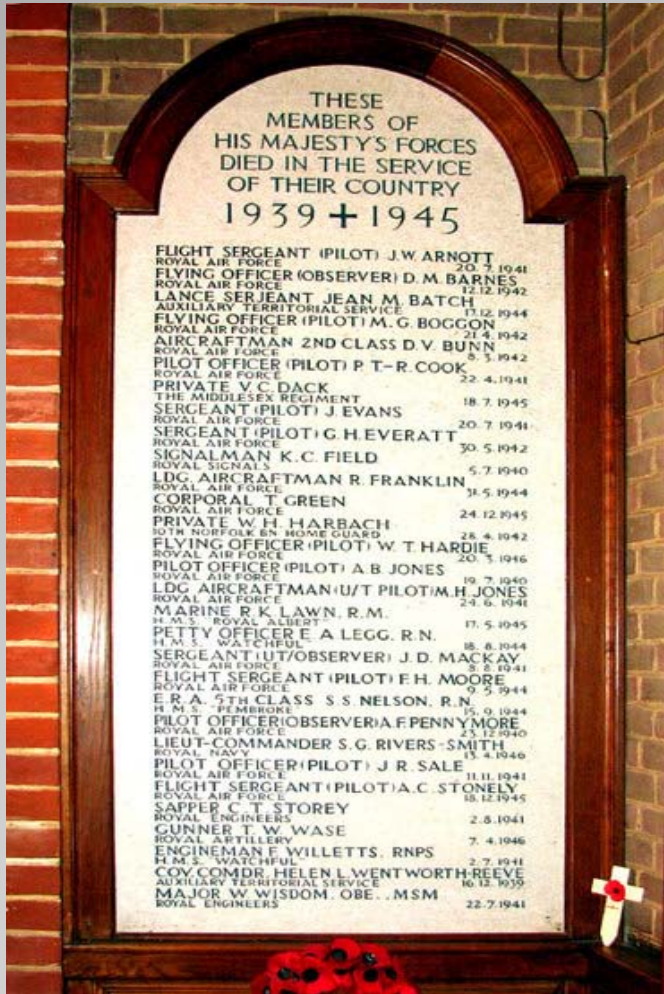 THESE
MEMBERS OF
HIS MAJESTY'S FORCES
DIED IN THE SERVICE
OF THEIR COUNTRY
1939 + 1945
FLIGHT SERGEANT (PILOT) J.W. ARNOTT
ROYAL AIR FORCE 20. 7. 1941
FLYING OFFICER (OBSERVER) D. M. BARNES
ROYAL AIR FORCE 12. 12. 1942
LANCE SERJEANT JEAN M. BATCH
AUXILIARY TERRITORIAL SERVICE 17. 12. 1944
FLYING OFFICER (PILOT) M. G. BOGGON
ROYAL AIR FORCE 21. 4. 1942
AIRCRAFTMAN 2ND CLASS D. V. BUNN
ROYAL AIR FORCE 8. 3. 1942
PILOT OFFICER (PILOT) P. T-R. COOK
ROYAL AIR FORCE 22. 4. 1941
PRIVATE V. C. DACK
THE MIDDLESEX REGIMENT 18. 7. 1945
SERGEANT (PILOT) J. EVANS
ROYAL AIR FORCE 20. 7. 1941
SERGEANT (PILOT) G. H. EVERATT
ROYAL AIR FORCE 30. 5. 1942
SIGNALMAN K. C. FIELD
ROYAL SIGNALS 5. 7. 1940
LDG. AIRCRAFTMAN R. FRANKLIN
ROYAL AIR FORCE 31. 5. 1944
CORPORAL T. GREEN
ROYAL AIR FORCE 24. 12. 1945
PRIVATE W. H. HARBACH
10TH NORFOLK BN HOME GUARD 28. 4. 1942
FLYING OFFICER (PILOT) W. T. HARDIE
ROYAL AIR FORCE 20. 3. 1946
PILOT OFFICER (PILOT) A. B. JONES
ROYAL AIR FORCE 19. 7. 1940
LDG AIRCRAFTMAN (U/T PILOT) M. H. JONES
ROYAL AIR FORCE 24. 6. 1941
MARINE R. K. LAWN, R.M.
H.M.S. "ROYAL ALBERT" 17. 5. 1945
PETTY OFFICER E. A. LEGG. R.N.
H.M.S. "WATCHFUL" 18. 8. 1944
SERGEANT (UT/OBSERVER) J. D. MACKAY
ROYAL AIR FORCE 8. 8. 1941
FLIGHT SERGEANT (PILOT) F. H. MOORE
ROYAL AIR FORCE 9. 5. 1944
E.R.A. 5TH CLASS S. S. NELSON, R.N.
H.M.S. "PEMBROKE" 15. 9. 1944
PILOT OFFICER (OBSERVER) A. F. PENNYMORE
ROYAL AIR FORCE 23. 12. 1940
LIEUT-COMMANDER S. G. RIVERS-SMITH
ROYAL NAVY 13. 4. 1946
PILOT OFFICER (PILOT) J. R. SALE
ROYAL AIR FORCE 11. 11. 1941
FLIGHT SERGEANT (PILOT) A. C. STONELY
ROYAL AIR FORCE 18. 12. 1945
SAPPER C. T. STOREY
ROYAL ENGINEERS 2. 8. 1941
GUNNER T. W. WASE
ROYAL ARTILLERY 7. 4. 1946
ENGINEMAN F. WILLETTS. RNPS
H.M.S. "WATCHFUL" 2. 7. 1941
COY. COMDR. HELEN L. WENTWORTH-REEVE
AUXILIARY TERRITORIAL SERVICE 16. 12. 1939
MAJOR W. WISDOM. OBE., MSM
ROYAL ENGINEERS 22. 7. 1941